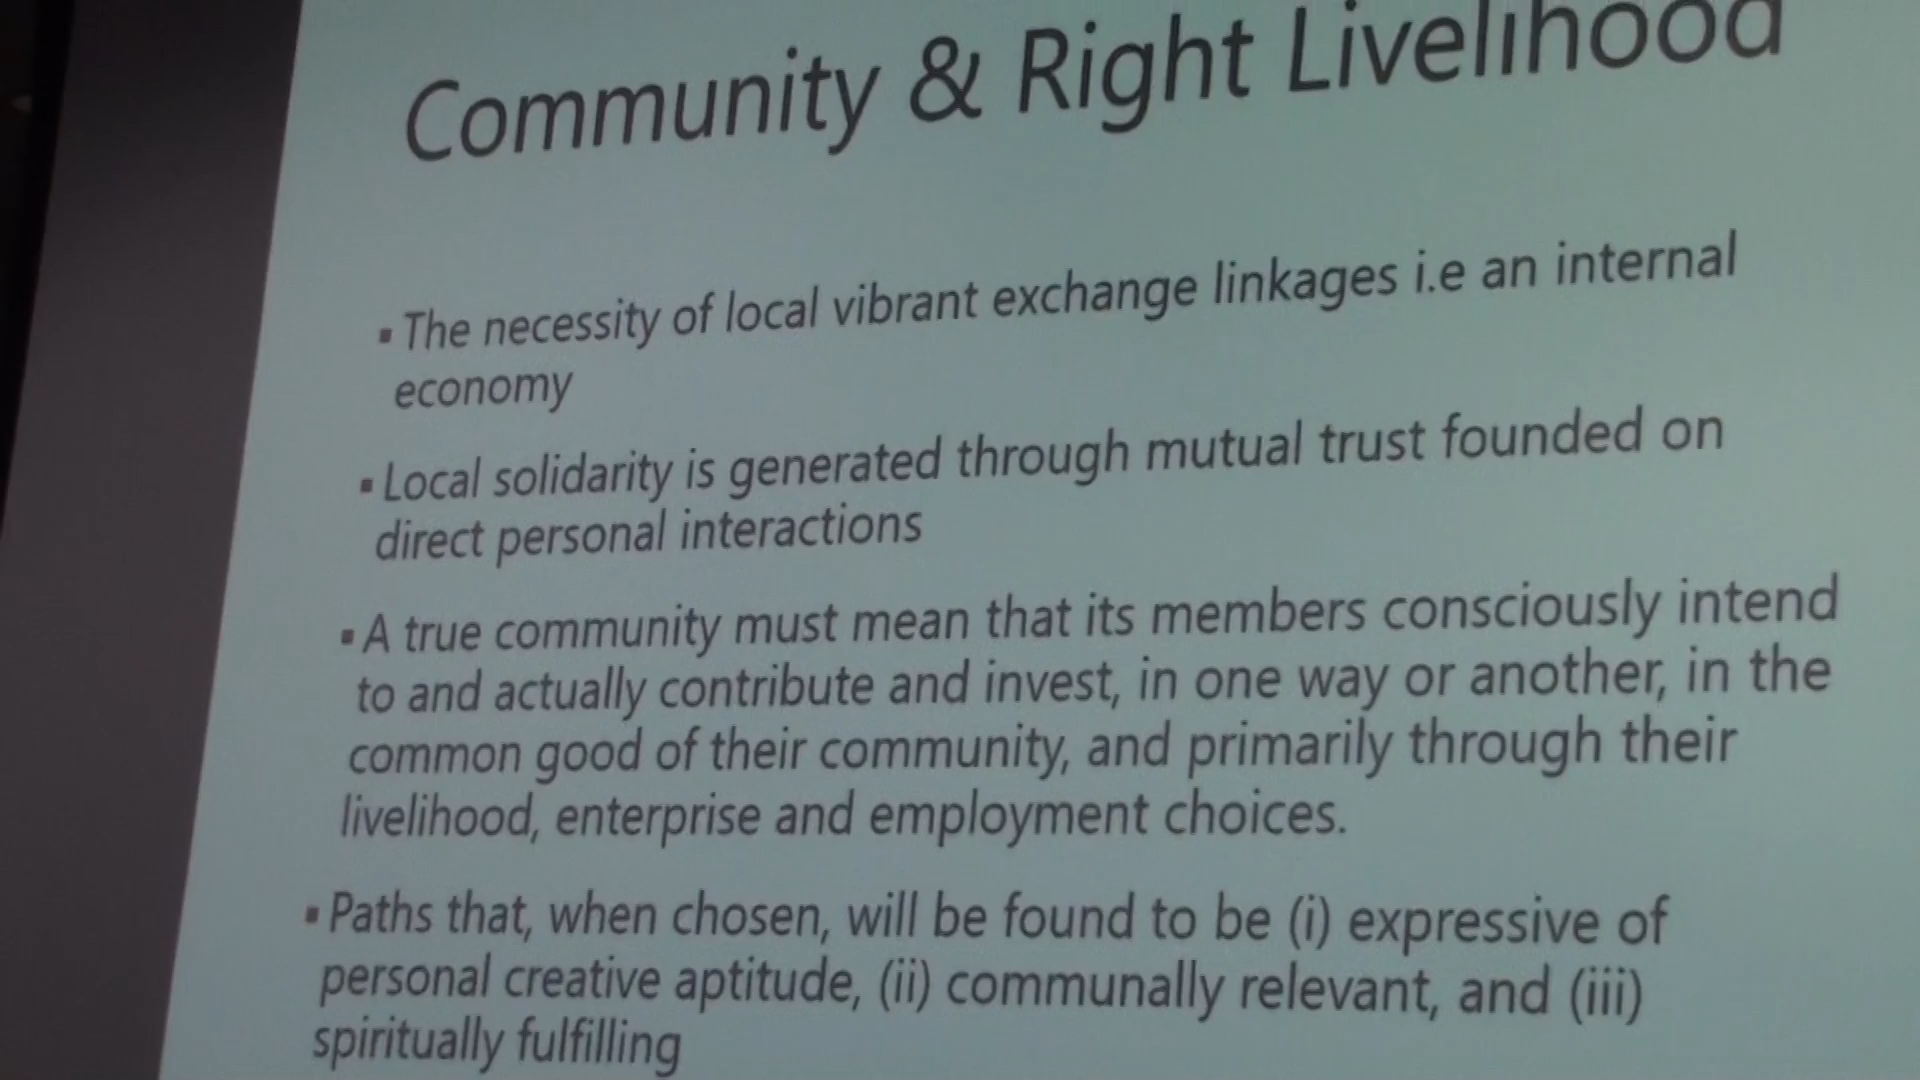 Community & Right Livelihood
▪ The necessity of local vibrant exchange linkages i.e an internal
economy
▪ Local solidarity is generated through mutual trust founded on
direct personal interactions
▪ A true community must mean that its members consciously intend
to and actually contribute and invest, in one way or another, in the
common good of their community, and primarily through their
livelihood, enterprise and employment choices.
▪ Paths that, when chosen, will be found to be (i) expressive of
personal creative aptitude, (ii) communally relevant, and (iii)
spiritually fulfilling